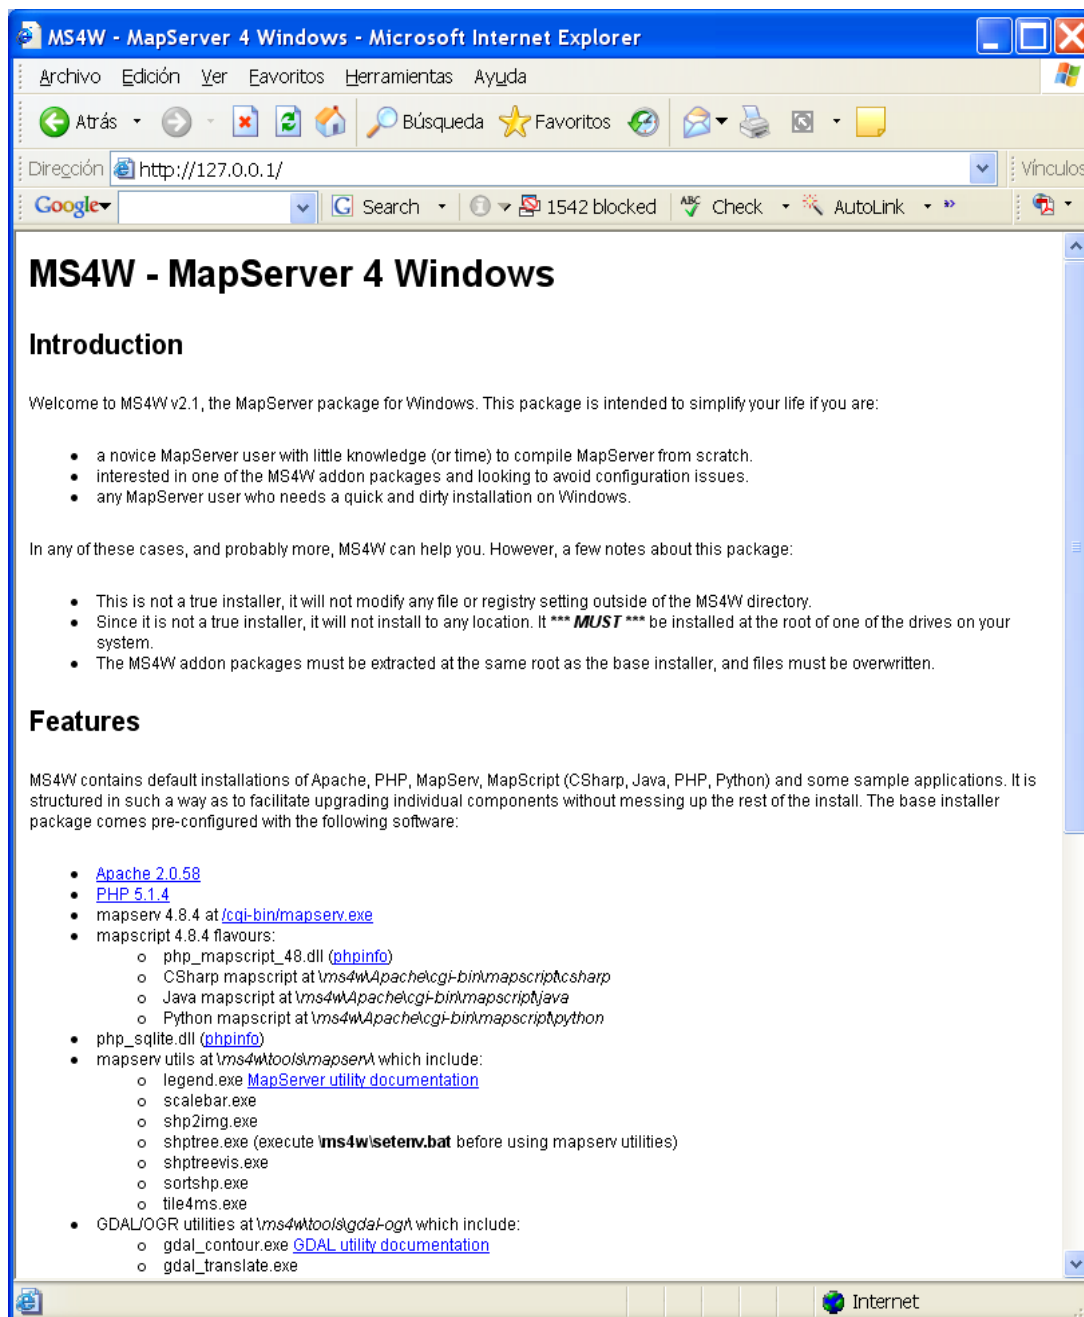 MS4W - MapServer 4 Windows - Microsoft Internet Explorer
Archivo Edición Ver Favoritos Herramientas Ayuda
Atrás Búsqueda Favoritos
Dirección http://127.0.0.1/ Vínculos
Google G Search 1542 blocked ABC Check AutoLink
MS4W - MapServer 4 Windows
Introduction
Welcome to MS4W v2.1, the MapServer package for Windows. This package is intended to simplify your life if you are:
• a novice MapServer user with little knowledge (or time) to compile MapServer from scratch.
• interested in one of the MS4W addon packages and looking to avoid configuration issues.
• any MapServer user who needs a quick and dirty installation on Windows.
In any of these cases, and probably more, MS4W can help you. However, a few notes about this package:
• This is not a true installer, it will not modify any file or registry setting outside of the MS4W directory.
• Since it is not a true installer, it will not install to any location. It *** MUST *** be installed at the root of one of the drives on your
system.
• The MS4W addon packages must be extracted at the same root as the base installer, and files must be overwritten.
Features
MS4W contains default installations of Apache, PHP, MapServ, MapScript (CSharp, Java, PHP, Python) and some sample applications. It is
structured in such a way as to facilitate upgrading individual components without messing up the rest of the install. The base installer
package comes pre-configured with the following software:
• Apache 2.0.58
• PHP 5.1.4
• mapserv 4.8.4 at /cgi-bin/mapserv.exe
• mapscript 4.8.4 flavours:
o php_mapscript_48.dll (phpinfo)
o CSharp mapscript at \ms4w\Apache\cgi-bin\mapscript\csharp
o Java mapscript at \ms4w\Apache\cgi-bin\mapscript\java
o Python mapscript at \ms4w\Apache\cgi-bin\mapscript\python
• php_sqlite.dll (phpinfo)
• mapserv utils at \ms4w\tools\mapserv\ which include:
o legend.exe MapServer utility documentation
o scalebar.exe
o shp2img.exe
o shptree.exe (execute \ms4w\setenv.bat before using mapserv utilities)
o shptreevis.exe
o sortshp.exe
o tile4ms.exe
• GDAL/OGR utilities at \ms4w\tools\gdal-ogr\ which include:
o gdal_contour.exe GDAL utility documentation
o gdal_translate.exe
Internet